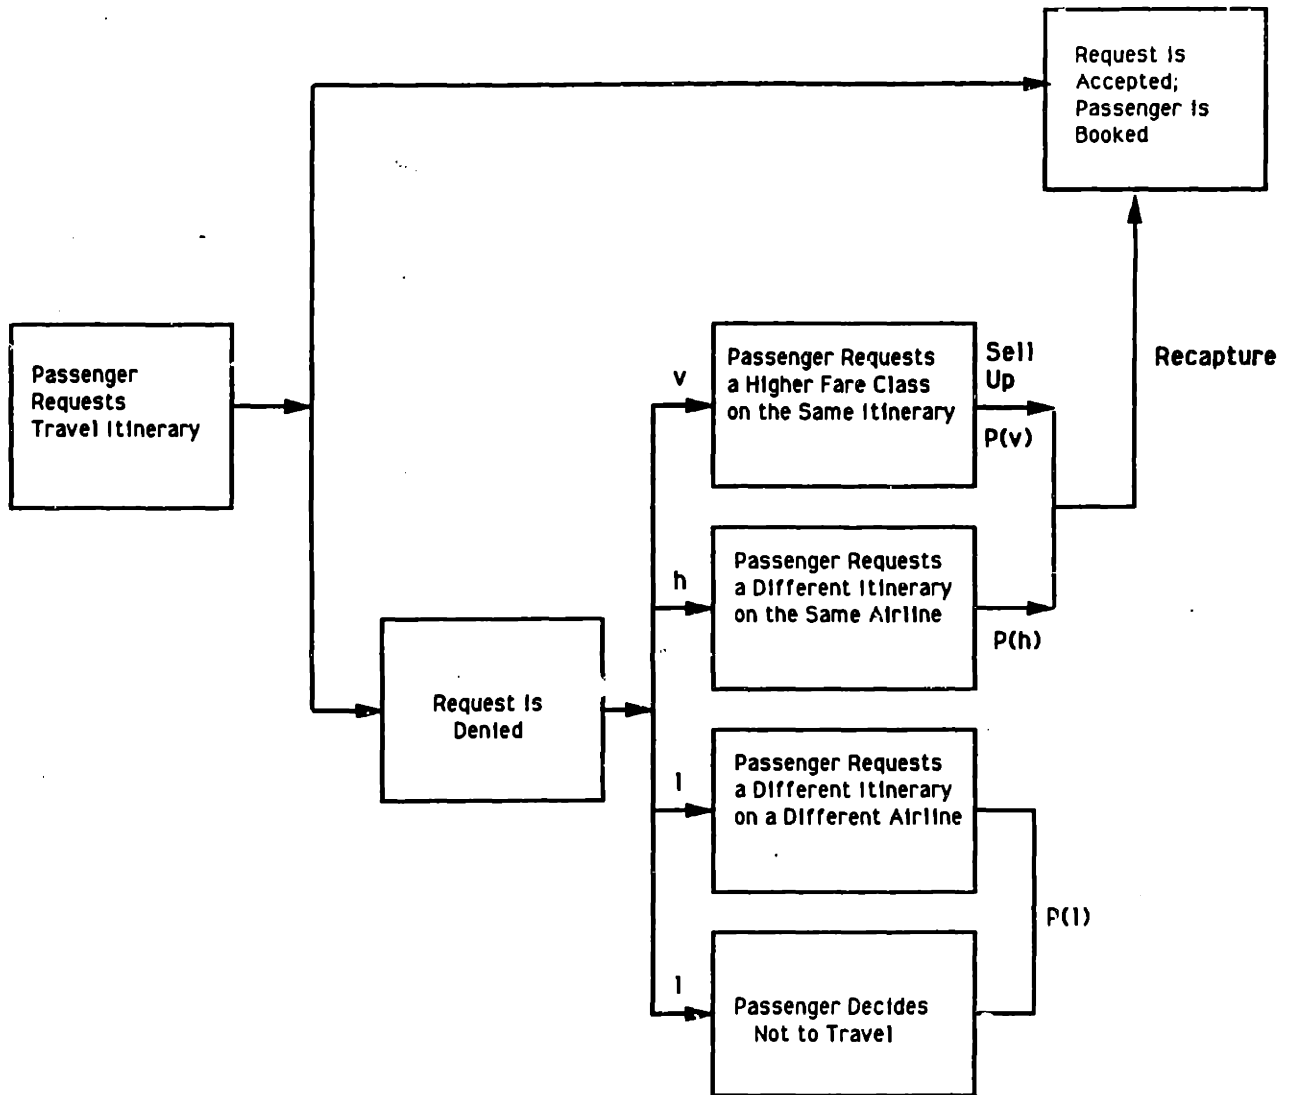 Request is
Accepted;
Passenger is
Booked
Passenger
Requests
Travel Itinerary
v
Passenger Requests
a Higher Fare Class
on the Same Itinerary
Sell
Up
P(v)
Recapture
h
Passenger Requests
a Different Itinerary
on the Same Airline
P(h)
Request is
Denied
l
Passenger Requests
a Different Itinerary
on a Different Airline
P(l)
l
Passenger Decides
Not to Travel